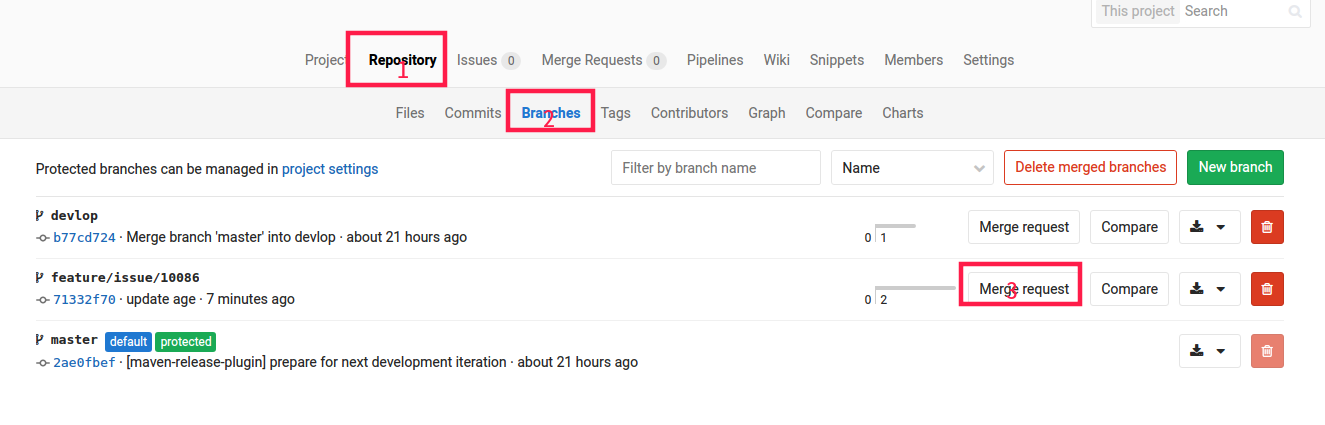 This project Search
Project Repository Issues 0 Merge Requests 0 Pipelines Wiki Snippets Members Settings
1
Files Commits Branches Tags Contributors Graph Compare Charts
2
Protected branches can be managed in project settings Filter by branch name Name Delete merged branches New branch
devlop
b77cd724 · Merge branch 'master' into devlop · about 21 hours ago 0 1 Merge request Compare
feature/issue/10086
71332f70 · update age · 7 minutes ago 0 2 Merge request Compare
3
master default protected
2ae0fbef · [maven-release-plugin] prepare for next development iteration · about 21 hours ago